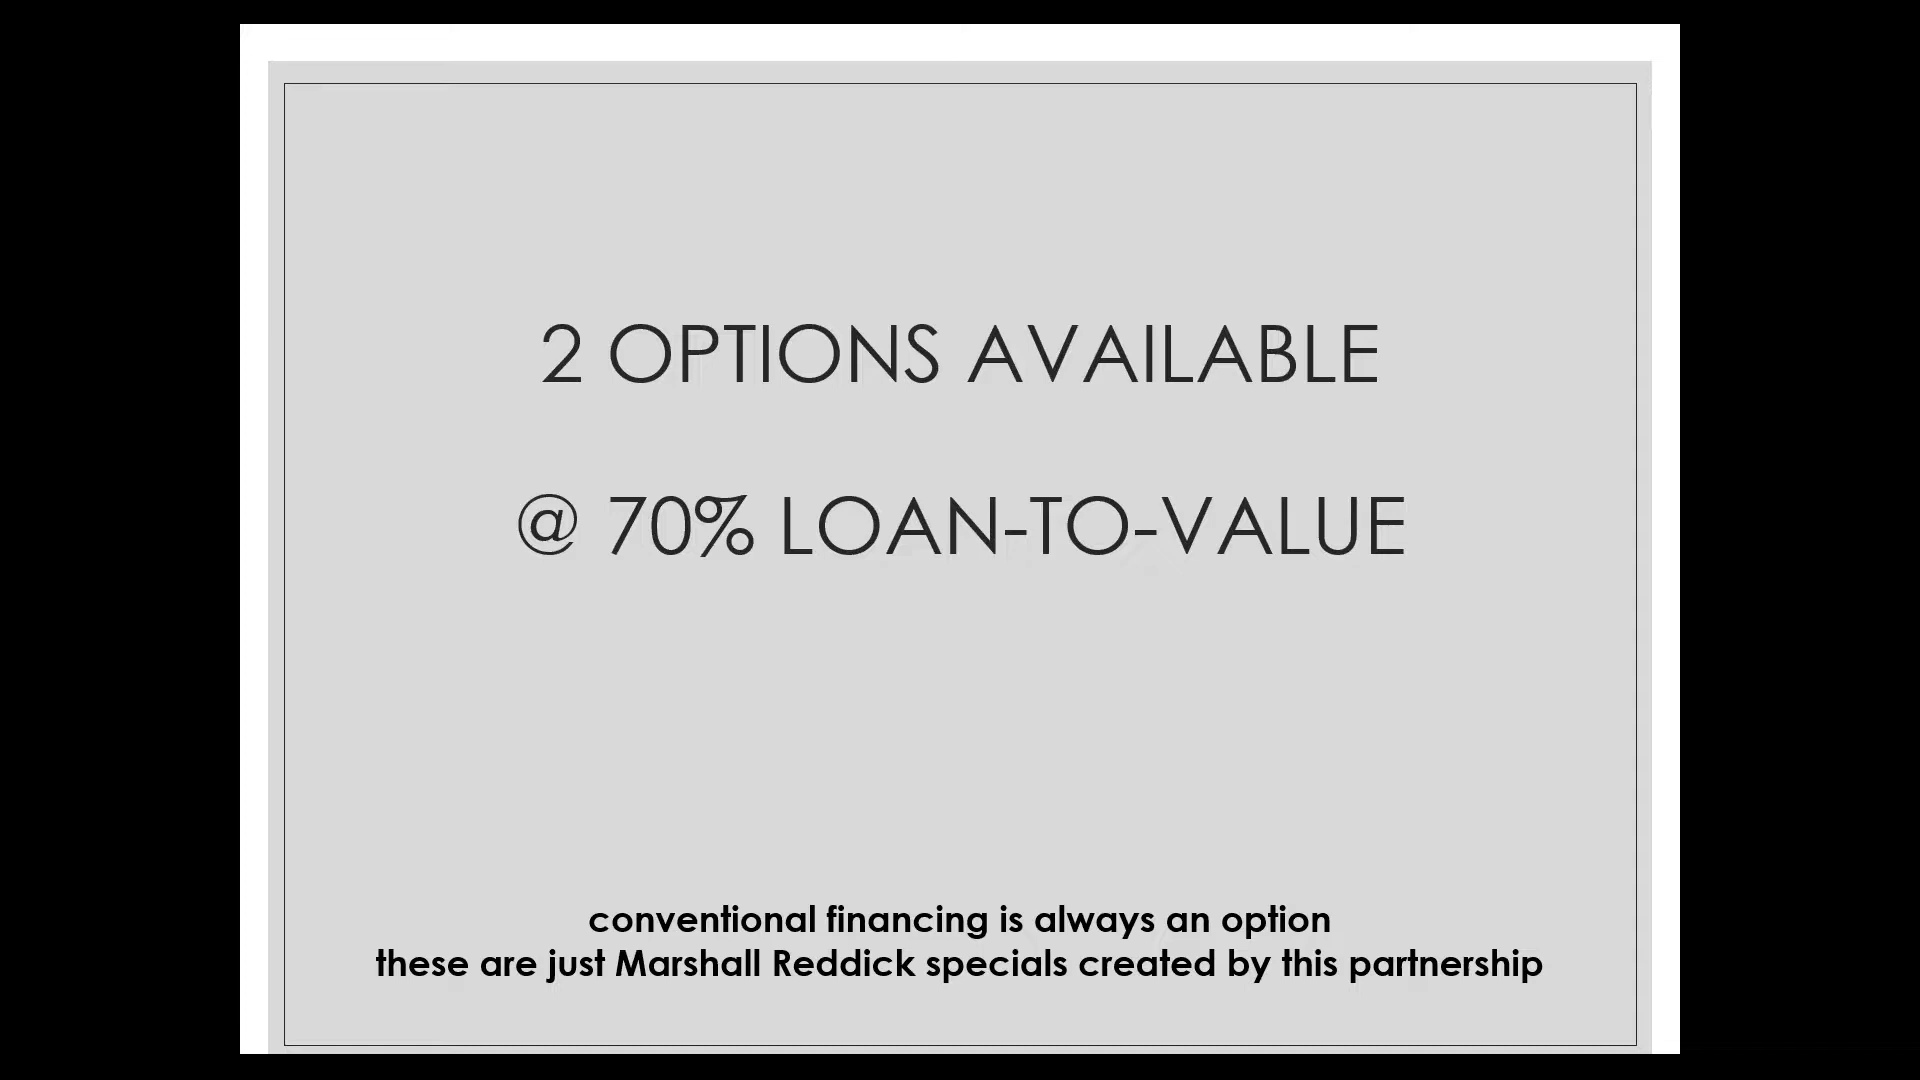 2 OPTIONS AVAILABLE
@ 70% LOAN-TO-VALUE
conventional financing is always an option
these are just Marshall Reddick specials created by this partnership